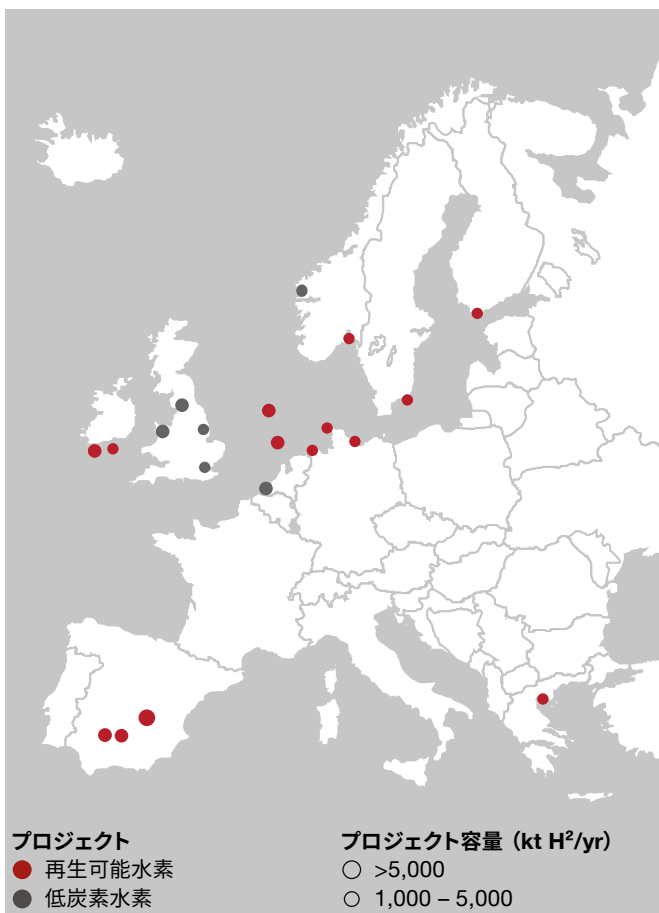 プロジェクト
再生可能水素
低炭素水素
プロジェクト容量 (kt H²/yr)
>5,000
1,000 – 5,000